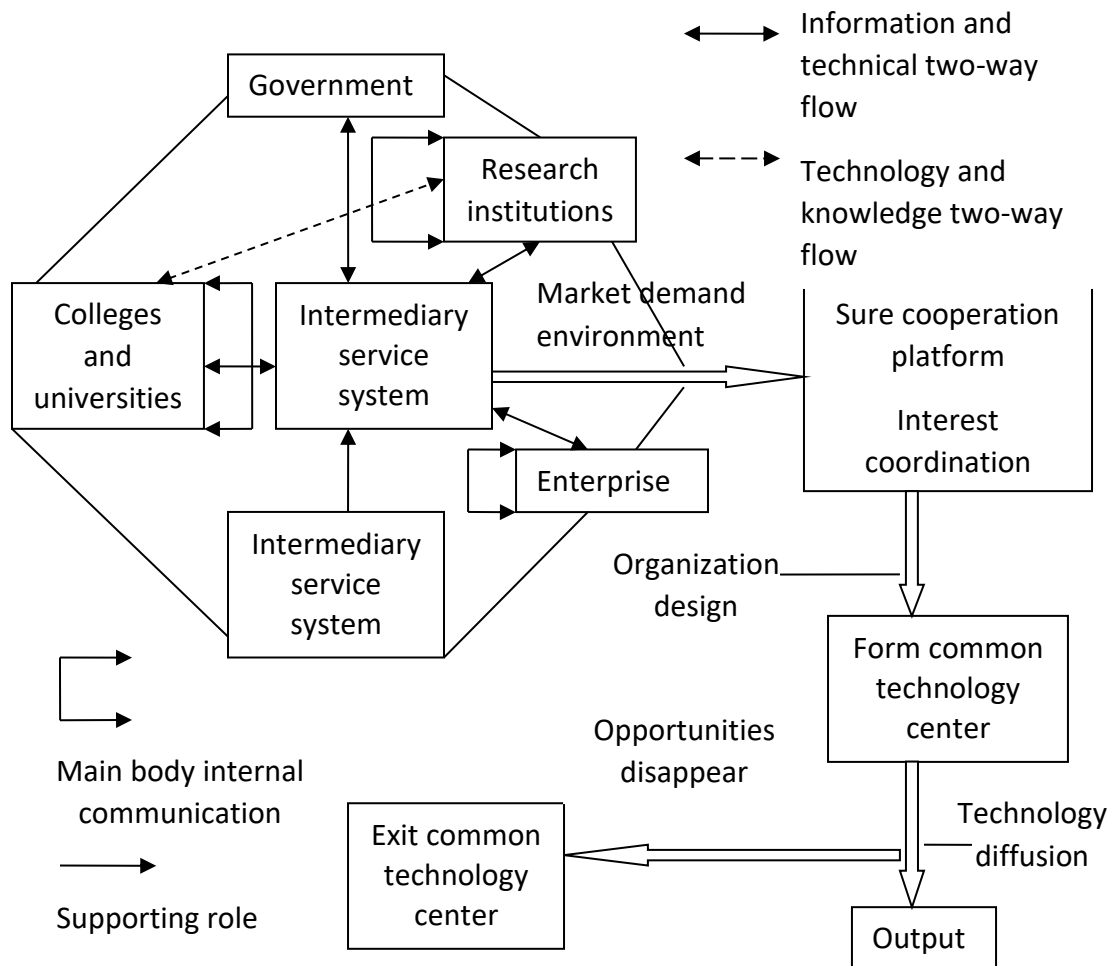 Information and
technical two-way
flow
Government
Research
institutions
Technology and
knowledge two-way
flow
Colleges
and
universities
Intermediary
service
system
Market demand
environment
Sure cooperation
platform
Interest
coordination
Enterprise
Intermediary
service
system
Organization
design
Form common
technology
center
Main body internal
communication
Opportunities
disappear
Supporting role
Exit common
technology
center
Technology
diffusion
Output